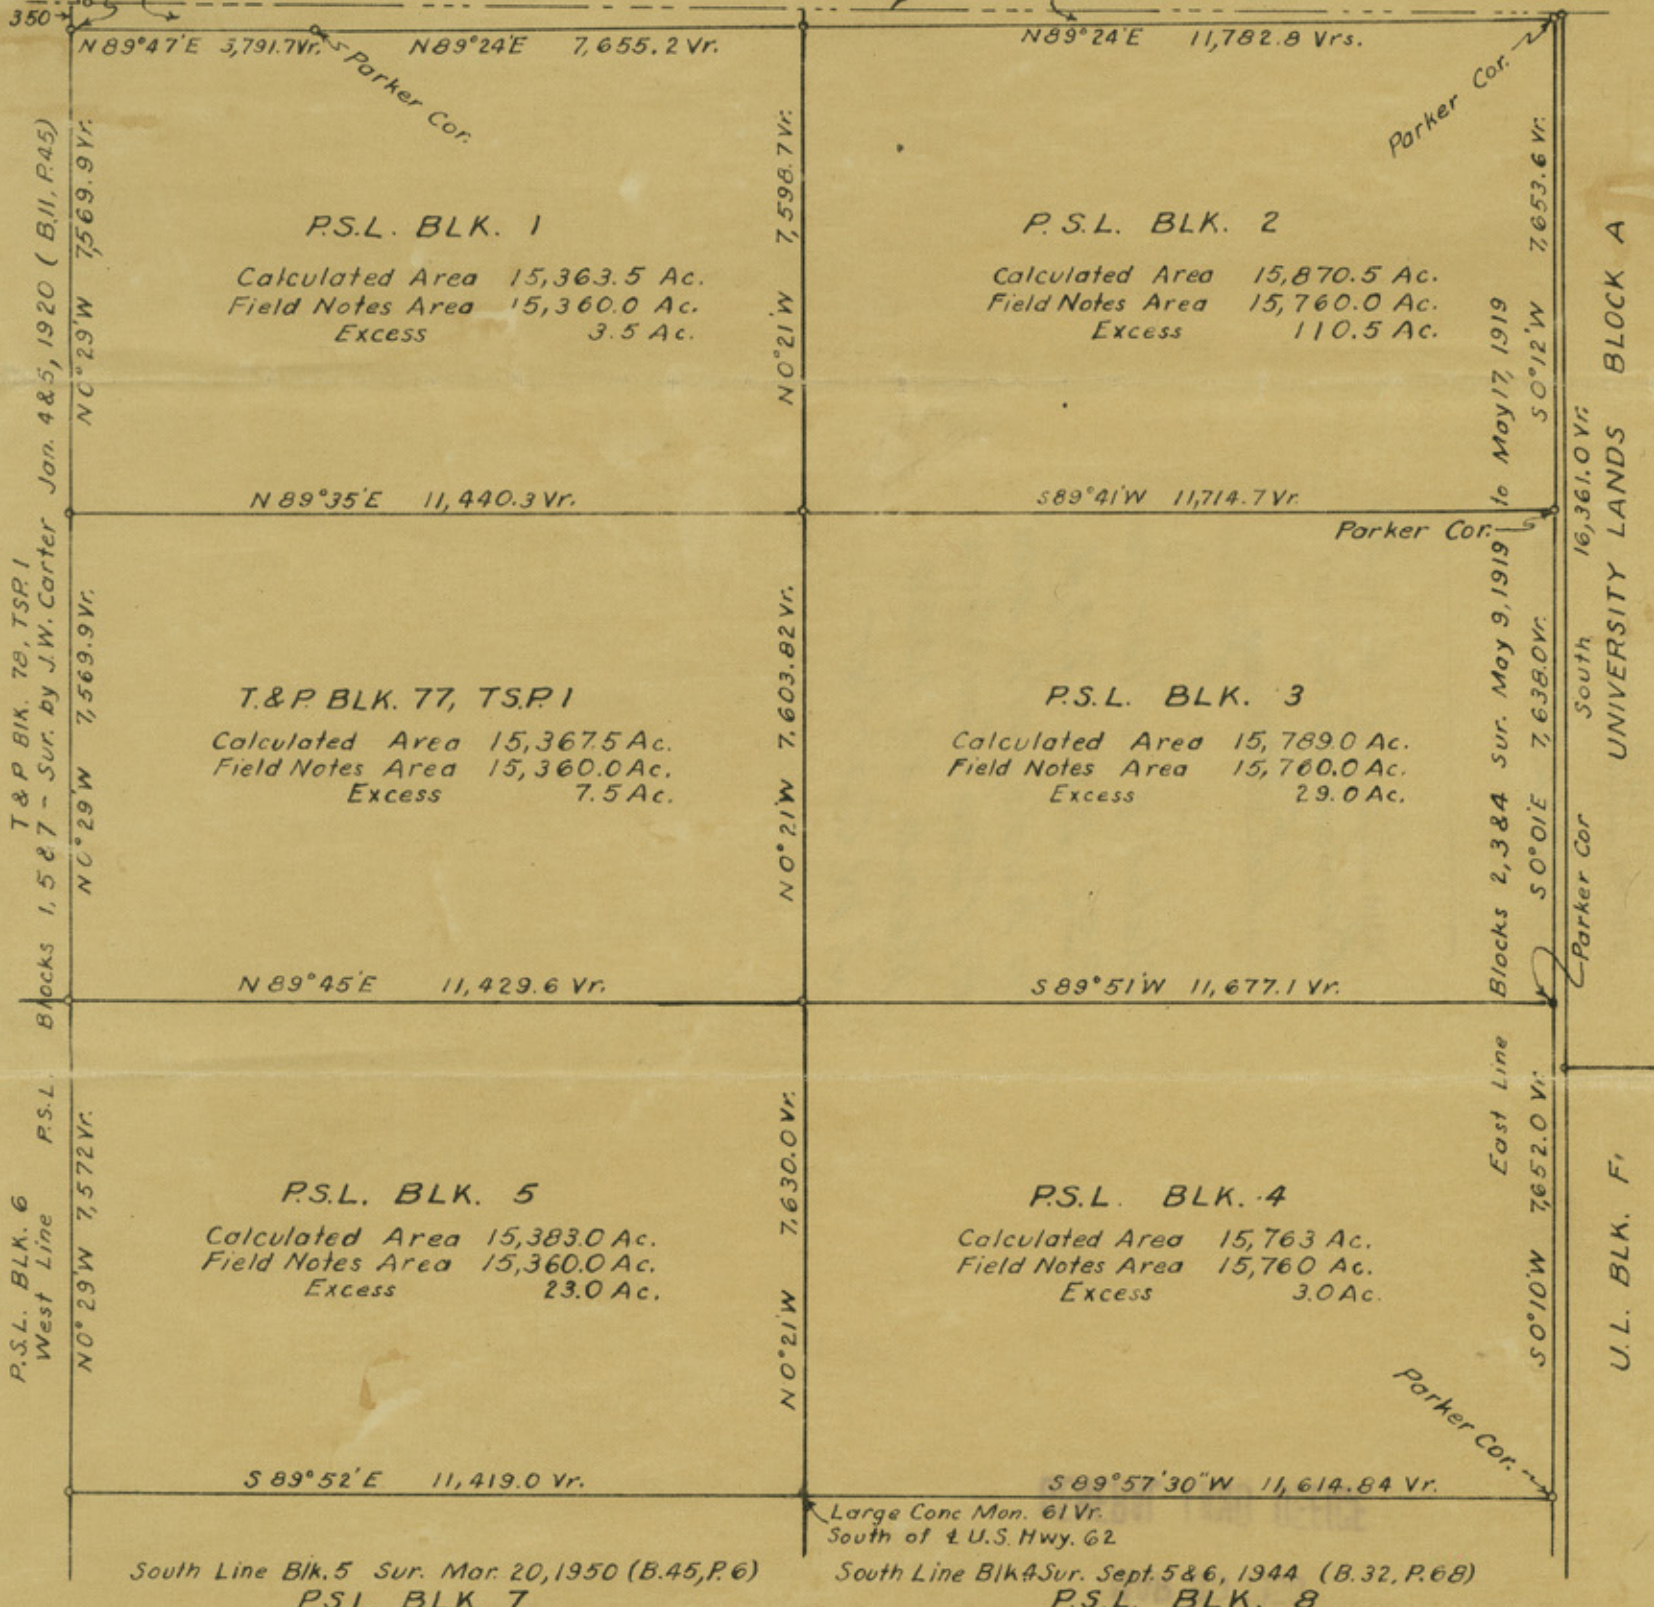 350
N89°47'E 3,791.7Vr.
N89°24'E 7,655.2 Vr.
N89°24'E 11,782.8 Vrs.
Parker Cor.
Parker Cor.
N0°29'W 7,569.9 Vr.
P.S.L. BLK. 1
Calculated Area 15,363.5 Ac.
Field Notes Area 15,360.0 Ac.
Excess 3.5 Ac.
N0°21'W 7,598.7 Vr.
P.S.L. BLK. 2
Calculated Area 15,870.5 Ac.
Field Notes Area 15,760.0 Ac.
Excess 110.5 Ac.
S0°12'W 7,653.6 Vr.
N 89°35'E 11,440.3 Vr.
S89°41'W 11,714.7 Vr.
Parker Cor.
T & P Blk. 78, TSP. 1
P.S.L. Blocks 1, 5 & 7 - Sur. by J.W. Carter Jan. 4&5, 1920 ( B.11, P.45)
N0°29'W 7,569.9 Vr.
T.&P. BLK. 77, TSP. 1
Calculated Area 15,367.5 Ac.
Field Notes Area 15,360.0 Ac.
Excess 7.5 Ac.
N0°21'W 7,603.82 Vr.
P.S.L. BLK. 3
Calculated Area 15,789.0 Ac.
Field Notes Area 15,760.0 Ac.
Excess 29.0 Ac.
East Line Blocks 2,3&4 Sur. May 9,1919 to May 17, 1919
S0°01'E 7,638.0 Vr.
South 16,361.0 Vr.
UNIVERSITY LANDS BLOCK A
Parker Cor
N 89°45'E 11,429.6 Vr.
S89°51'W 11,677.1 Vr.
P.S.L. BLK. 6
West Line
N0°29'W 7,572 Vr.
P.S.L. BLK. 5
Calculated Area 15,383.0 Ac.
Field Notes Area 15,360.0 Ac.
Excess 23.0 Ac.
N0°21'W 7,630.0 Vr.
P.S.L. BLK. 4
Calculated Area 15,763 Ac.
Field Notes Area 15,760 Ac.
Excess 3.0 Ac.
S0°10'W 7,652.0 Vr.
U.L. BLK. F,
Parker Cor.
S 89°52'E 11,419.0 Vr.
S89°57'30"W 11,614.84 Vr.
Large Conc Mon. 61 Vr.
South of ℄ U.S. Hwy. 62
South Line Blk. 5 Sur. Mar. 20, 1950 (B.45, P.6)
South Line Blk 4 Sur. Sept. 5&6, 1944 (B.32, P.68)
P.S.L. BLK. 7
P.S.L. BLK. 8